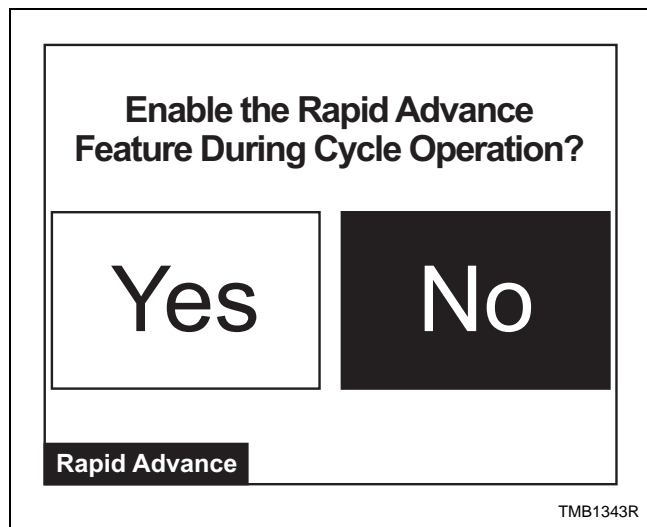 Enable the Rapid Advance
Feature During Cycle Operation?
Yes No
Rapid Advance
TMB1343R